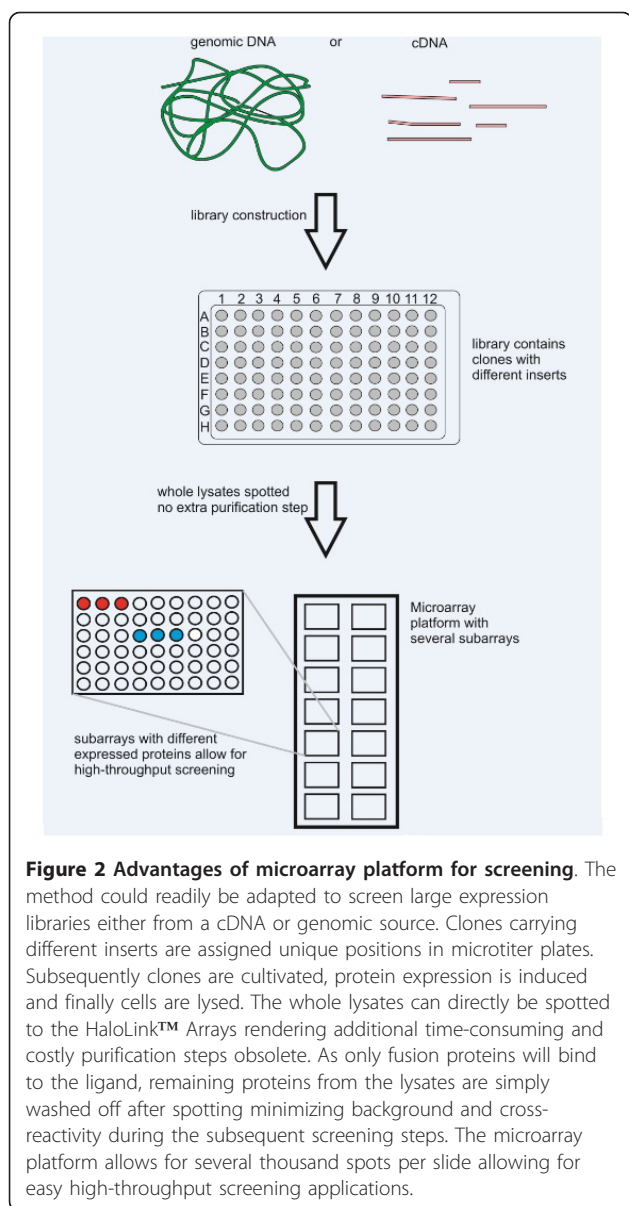 genomic DNA or cDNA
library construction
1 2 3 4 5 6 7 8 9 10 11 12
A
B
C
D
E
F
G
H
library contains
clones with
different inserts
whole lysates spotted
no extra purification step
Microarray
platform with
several subarrays
subarrays with different
expressed proteins allow for
high-throughput screening
Figure 2 Advantages of microarray platform for screening. The
method could readily be adapted to screen large expression
libraries either from a cDNA or genomic source. Clones carrying
different inserts are assigned unique positions in microtiter plates.
Subsequently clones are cultivated, protein expression is induced
and finally cells are lysed. The whole lysates can directly be spotted
to the HaloLink™ Arrays rendering additional time-consuming and
costly purification steps obsolete. As only fusion proteins will bind
to the ligand, remaining proteins from the lysates are simply
washed off after spotting minimizing background and cross-
reactivity during the subsequent screening steps. The microarray
platform allows for several thousand spots per slide allowing for
easy high-throughput screening applications.